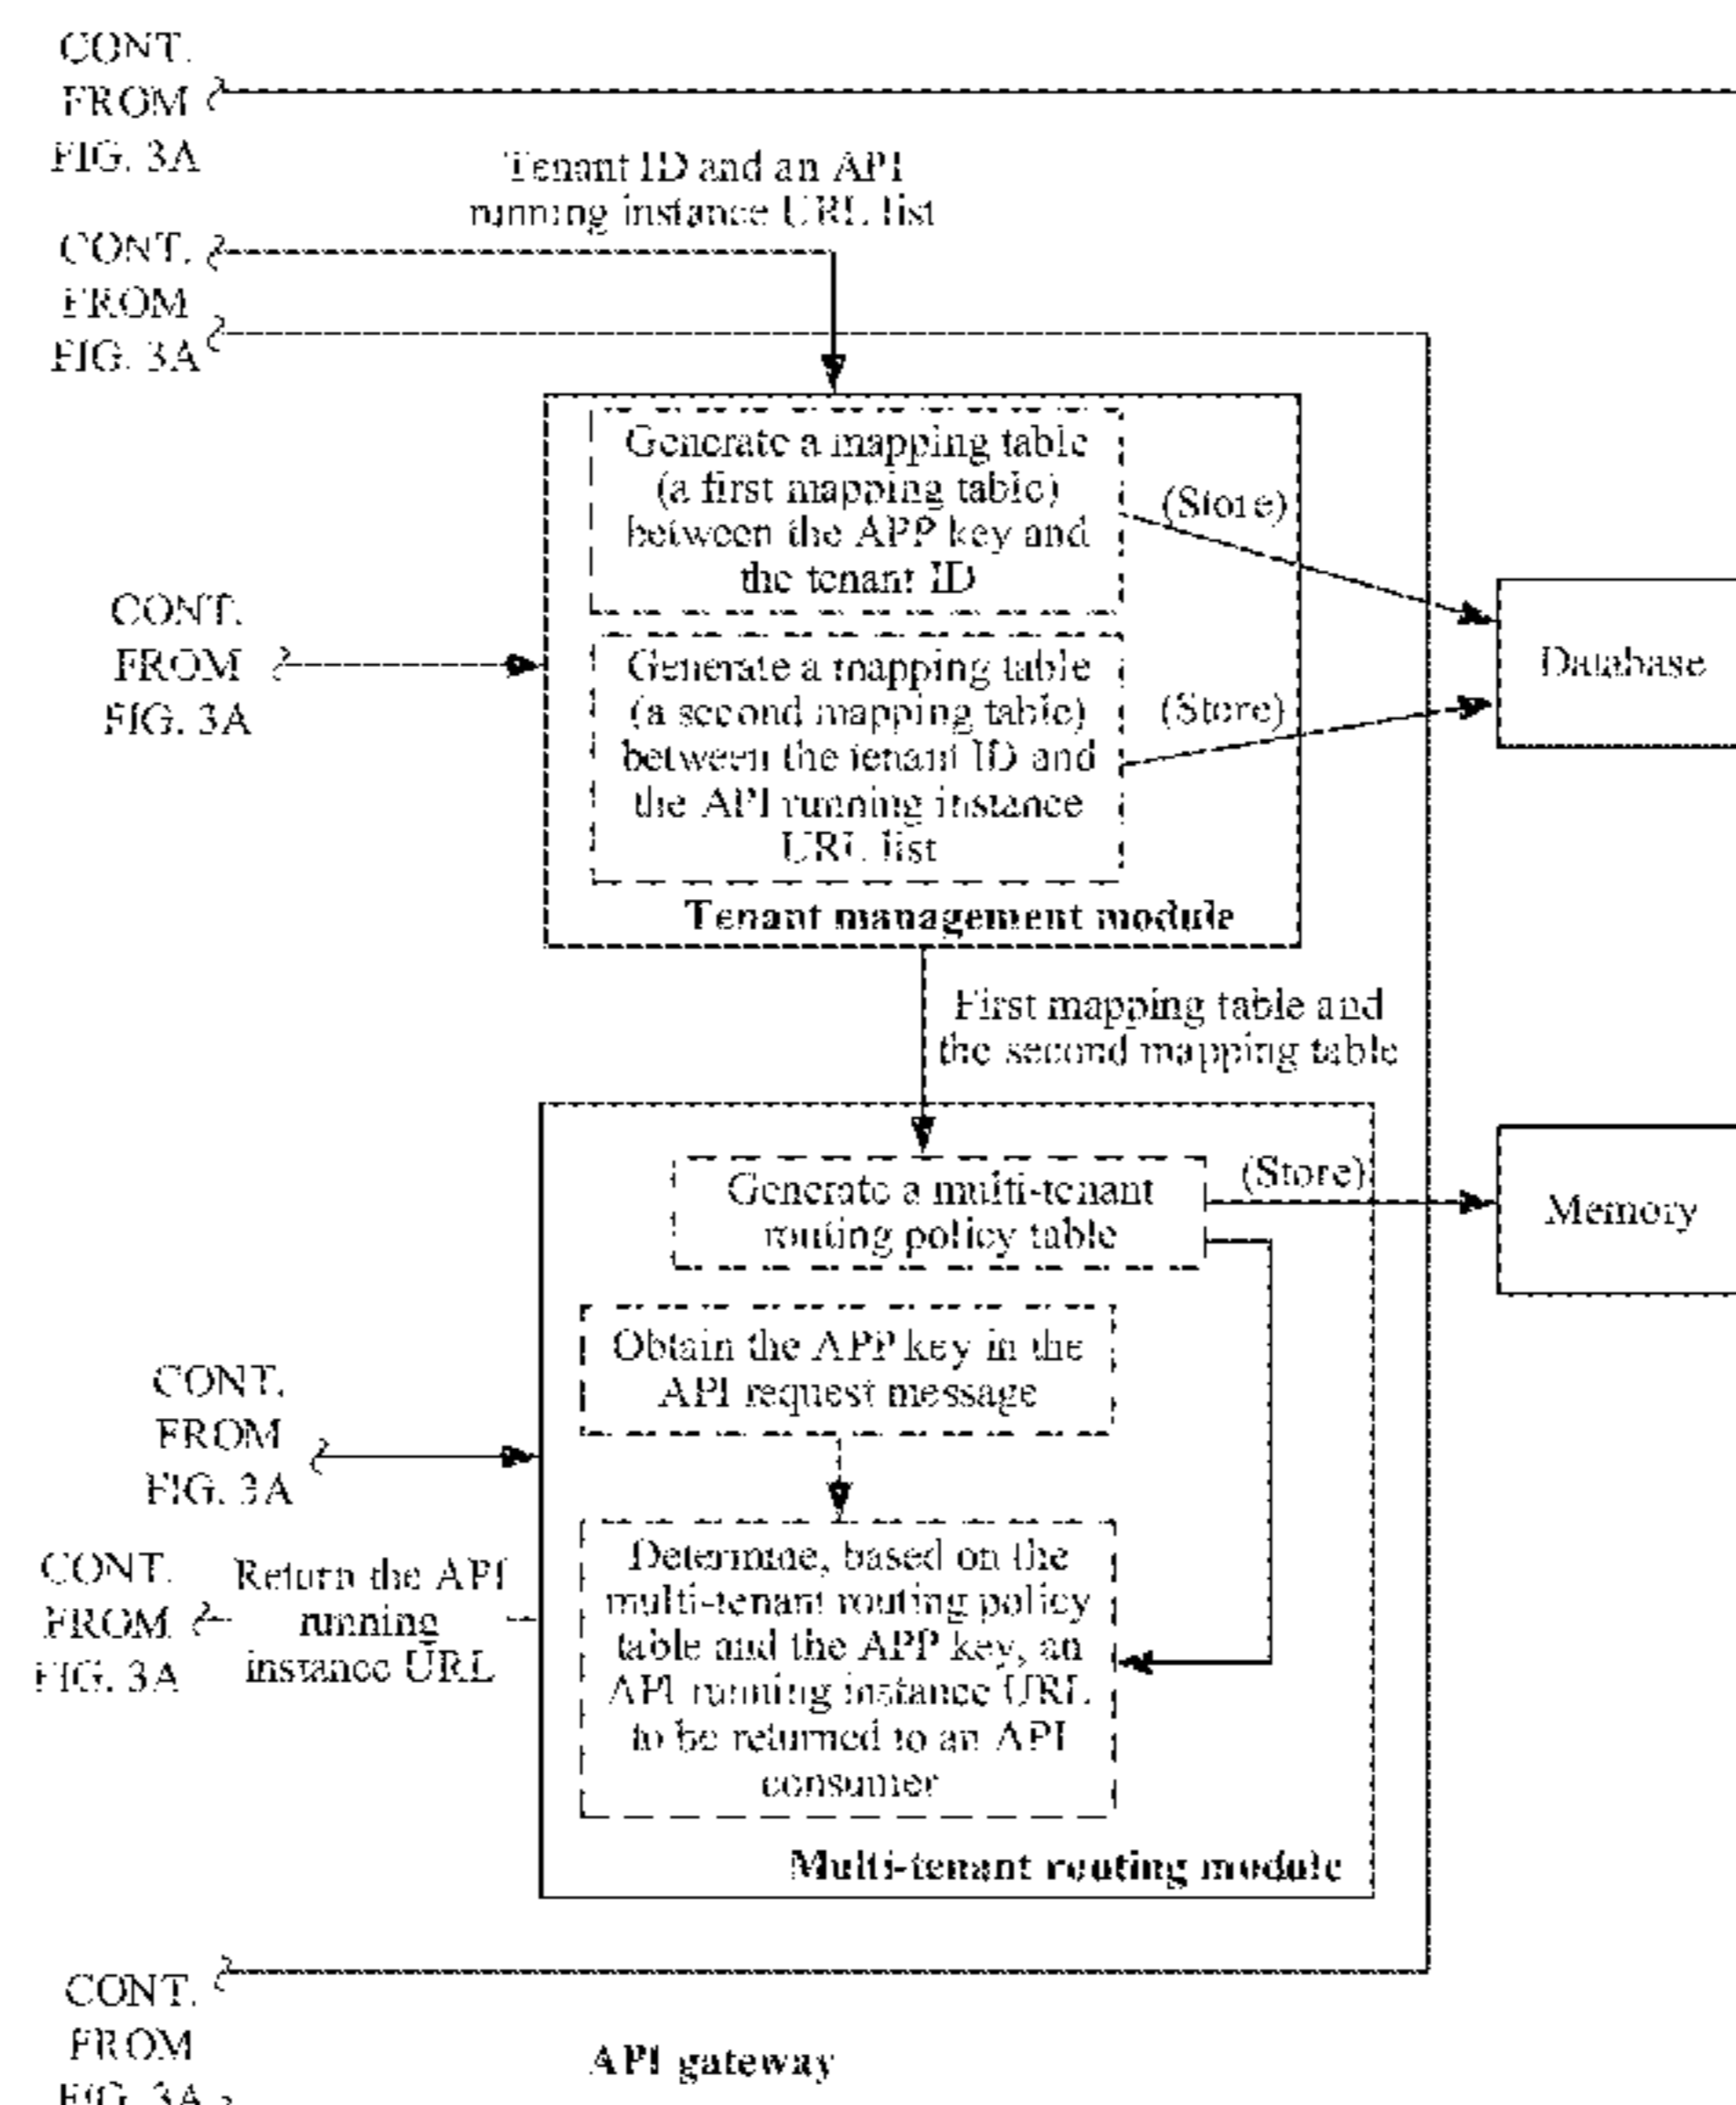 CONT.
FROM
FIG. 3A
Tenant ID and an API
running instance URL list
CONT.
FROM
FIG. 3A
Generate a mapping table
(a first mapping table)
between the APP key and
the tenant ID
(Store)
CONT.
FROM
FIG. 3A
Generate a mapping table
(a second mapping table)
between the tenant ID and
the API running instance
URL list
(Store)
Database
Tenant management module
First mapping table and
the second mapping table
Generate a multi-tenant
routing policy table
(Store)
Memory
Obtain the APP key in the
API request message
CONT.
FROM
FIG. 3A
CONT.
FROM
FIG. 3A
Return the API
running
instance URL
Determine, based on the
multi-tenant routing policy
table and the APP key, an
API running instance URL
to be returned to an API
consumer
Multi-tenant routing module
CONT.
FROM
FIG. 3A
API gateway